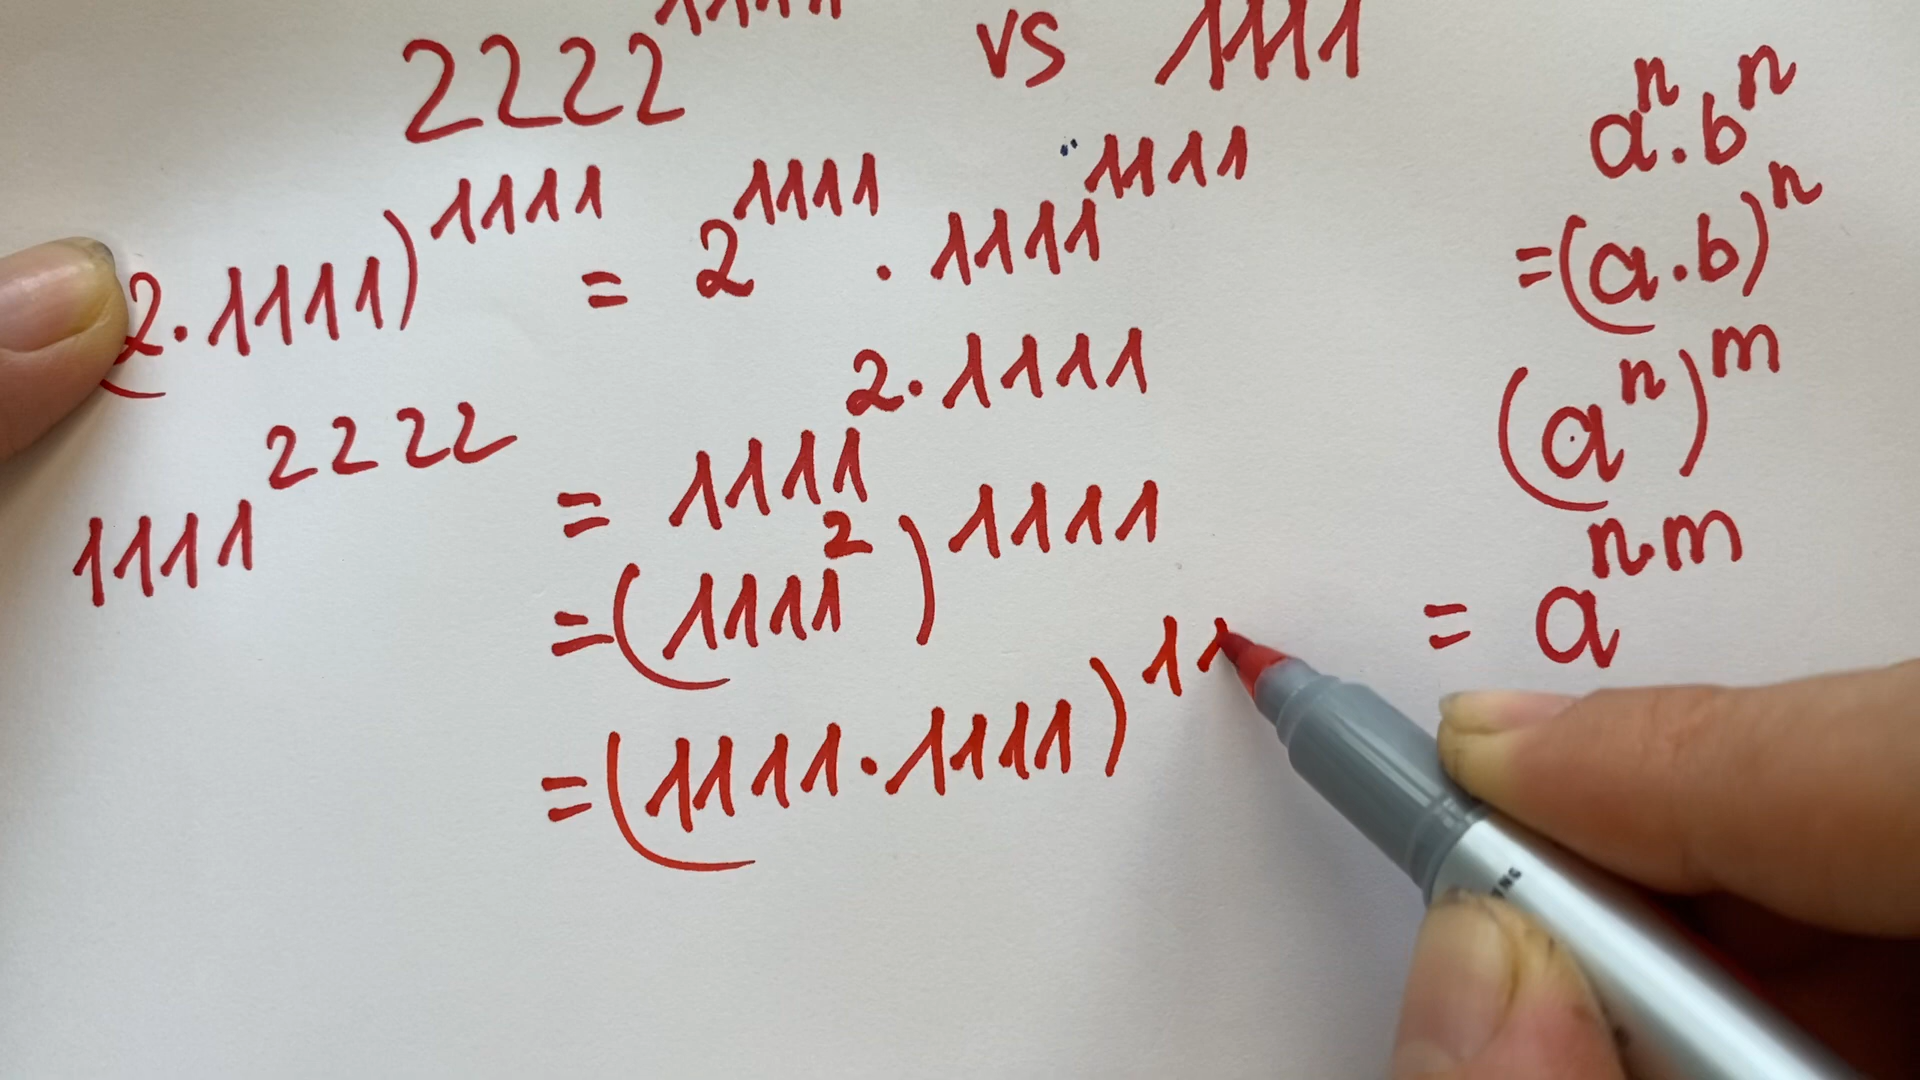 2222^1111 vs 1111
(2·1111)^1111 = 2^1111 · 1111^1111
1111^2222 = 1111^2·1111
=(1111^2)^1111
=(1111·1111)^11
a^n·b^n
=(a·b)^n
(a^n)^m
= a^n·m